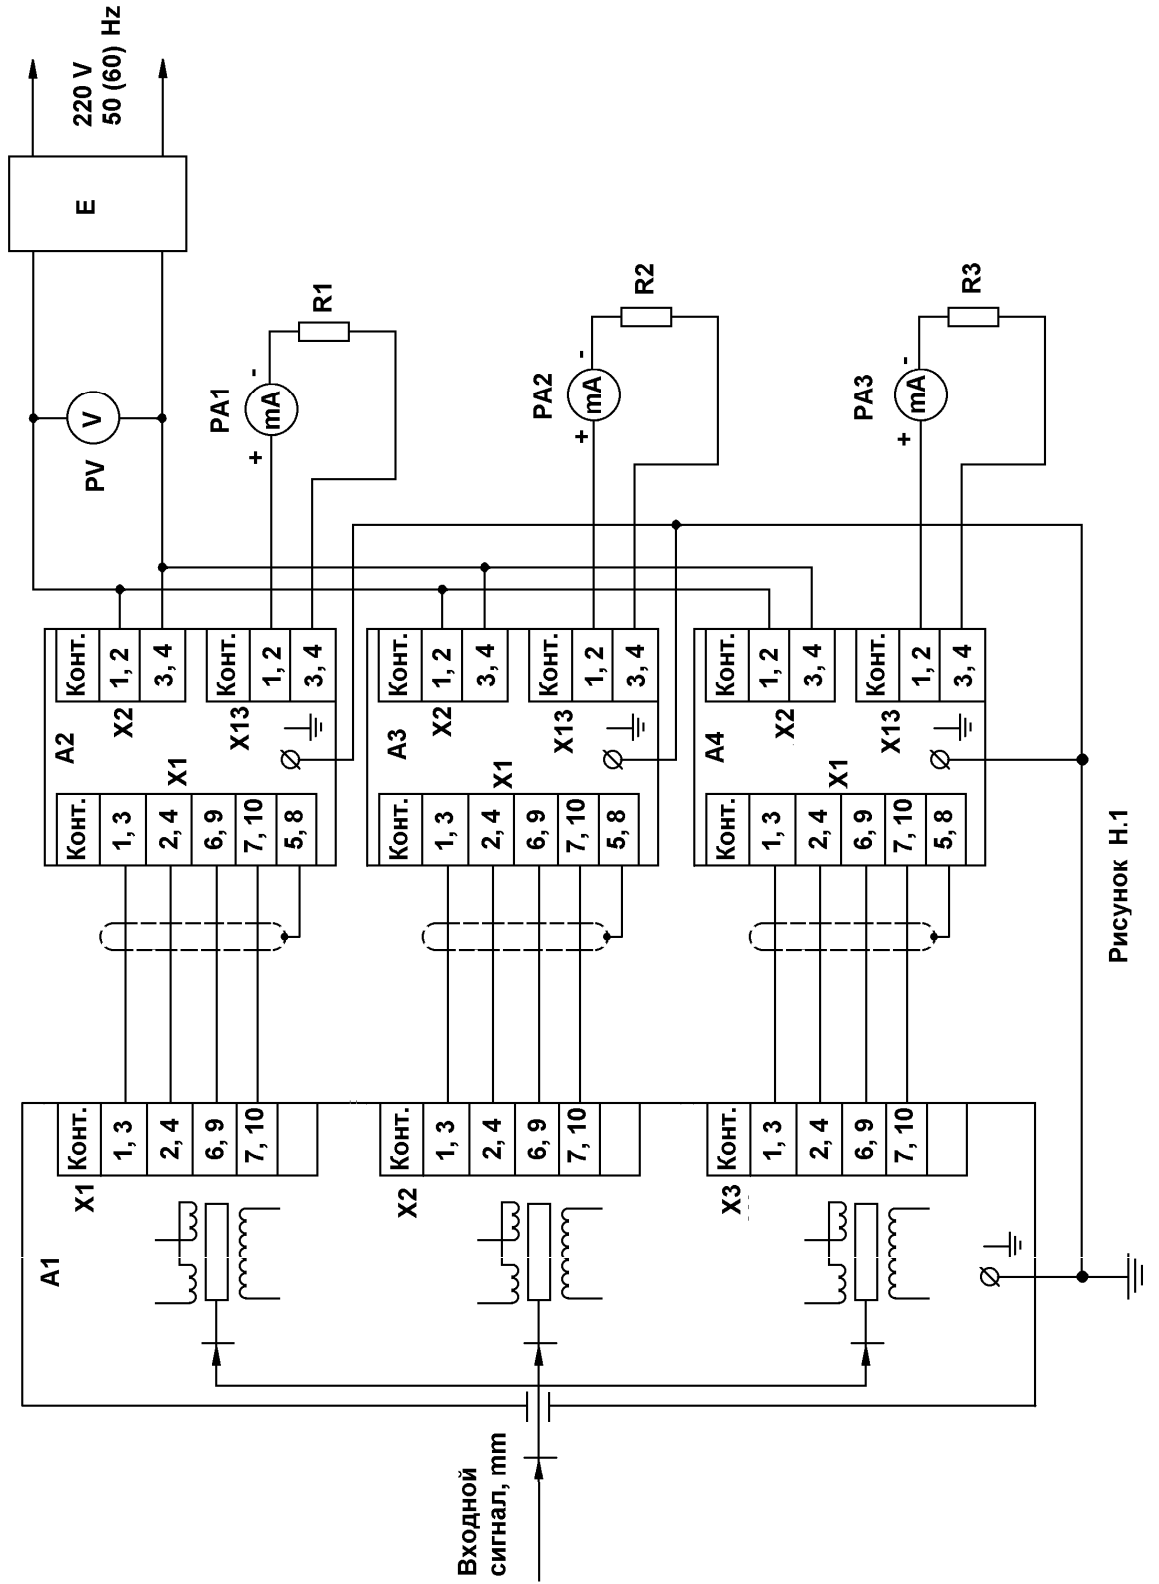 220 V
50 (60) Hz
E
V
PV
PA1
mA
+
-
R1
PA2
mA
+
-
R2
PA3
mA
+
-
R3
A2
Конт.
1, 2
3, 4
X2
Конт.
1, 2
3, 4
X13
X1
Конт.
1, 3
2, 4
6, 9
7, 10
5, 8
A3
Конт.
1, 2
3, 4
X2
Конт.
1, 2
3, 4
X13
X1
Конт.
1, 3
2, 4
6, 9
7, 10
5, 8
A4
Конт.
1, 2
3, 4
X2
Конт.
1, 2
3, 4
X13
X1
Конт.
1, 3
2, 4
6, 9
7, 10
5, 8
A1
X1
Конт.
1, 3
2, 4
6, 9
7, 10
X2
Конт.
1, 3
2, 4
6, 9
7, 10
X3
Конт.
1, 3
2, 4
6, 9
7, 10
Входной
сигнал, mm
Рисунок Н.1